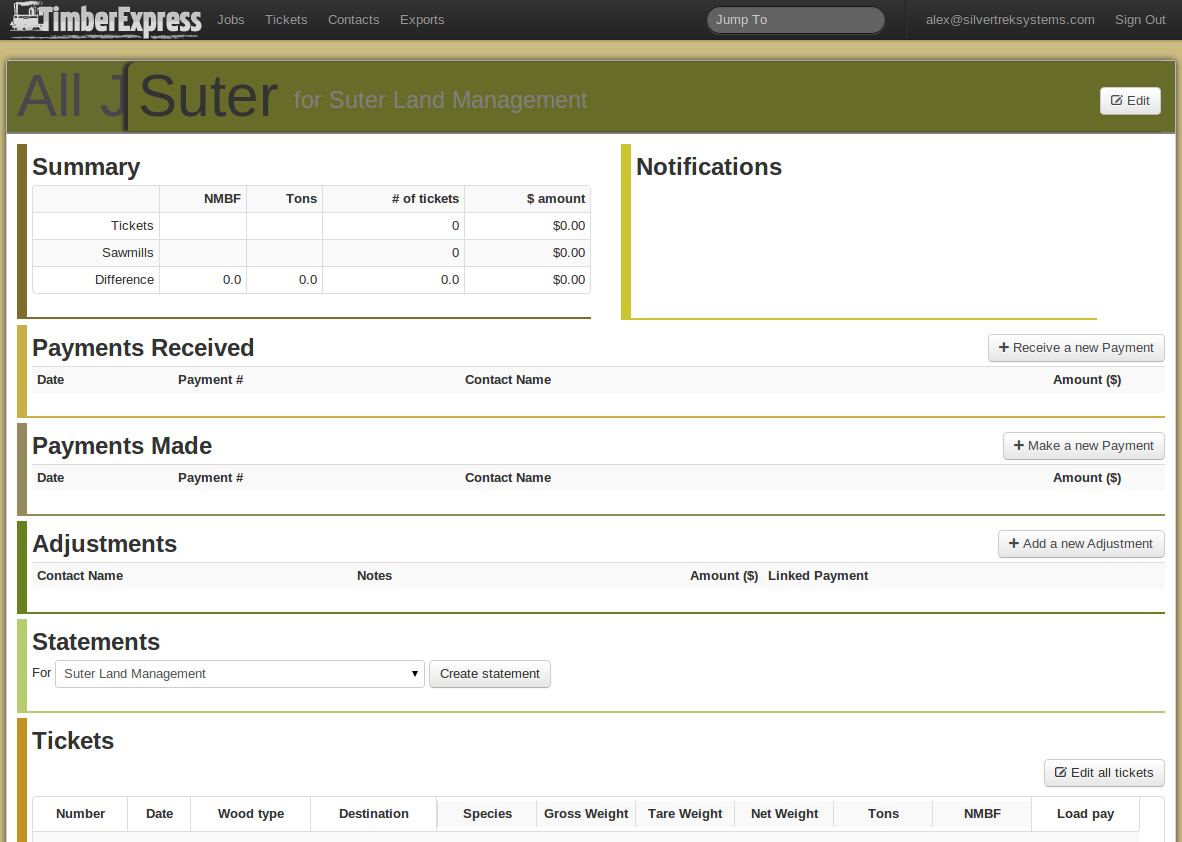 TimberExpress Jobs Tickets Contacts Exports Jump To alex@silvertreksystems.com Sign Out
All J Suter for Suter Land Management Edit
Summary
NMBF Tons # of tickets $ amount
Tickets 0 $0.00
Sawmills 0 $0.00
Difference 0.0 0.0 0.0 $0.00
Notifications
Payments Received + Receive a new Payment
Date Payment # Contact Name Amount ($)
Payments Made + Make a new Payment
Date Payment # Contact Name Amount ($)
Adjustments + Add a new Adjustment
Contact Name Notes Amount ($) Linked Payment
Statements
For Suter Land Management Create statement
Tickets
Edit all tickets
Number Date Wood type Destination Species Gross Weight Tare Weight Net Weight Tons NMBF Load pay